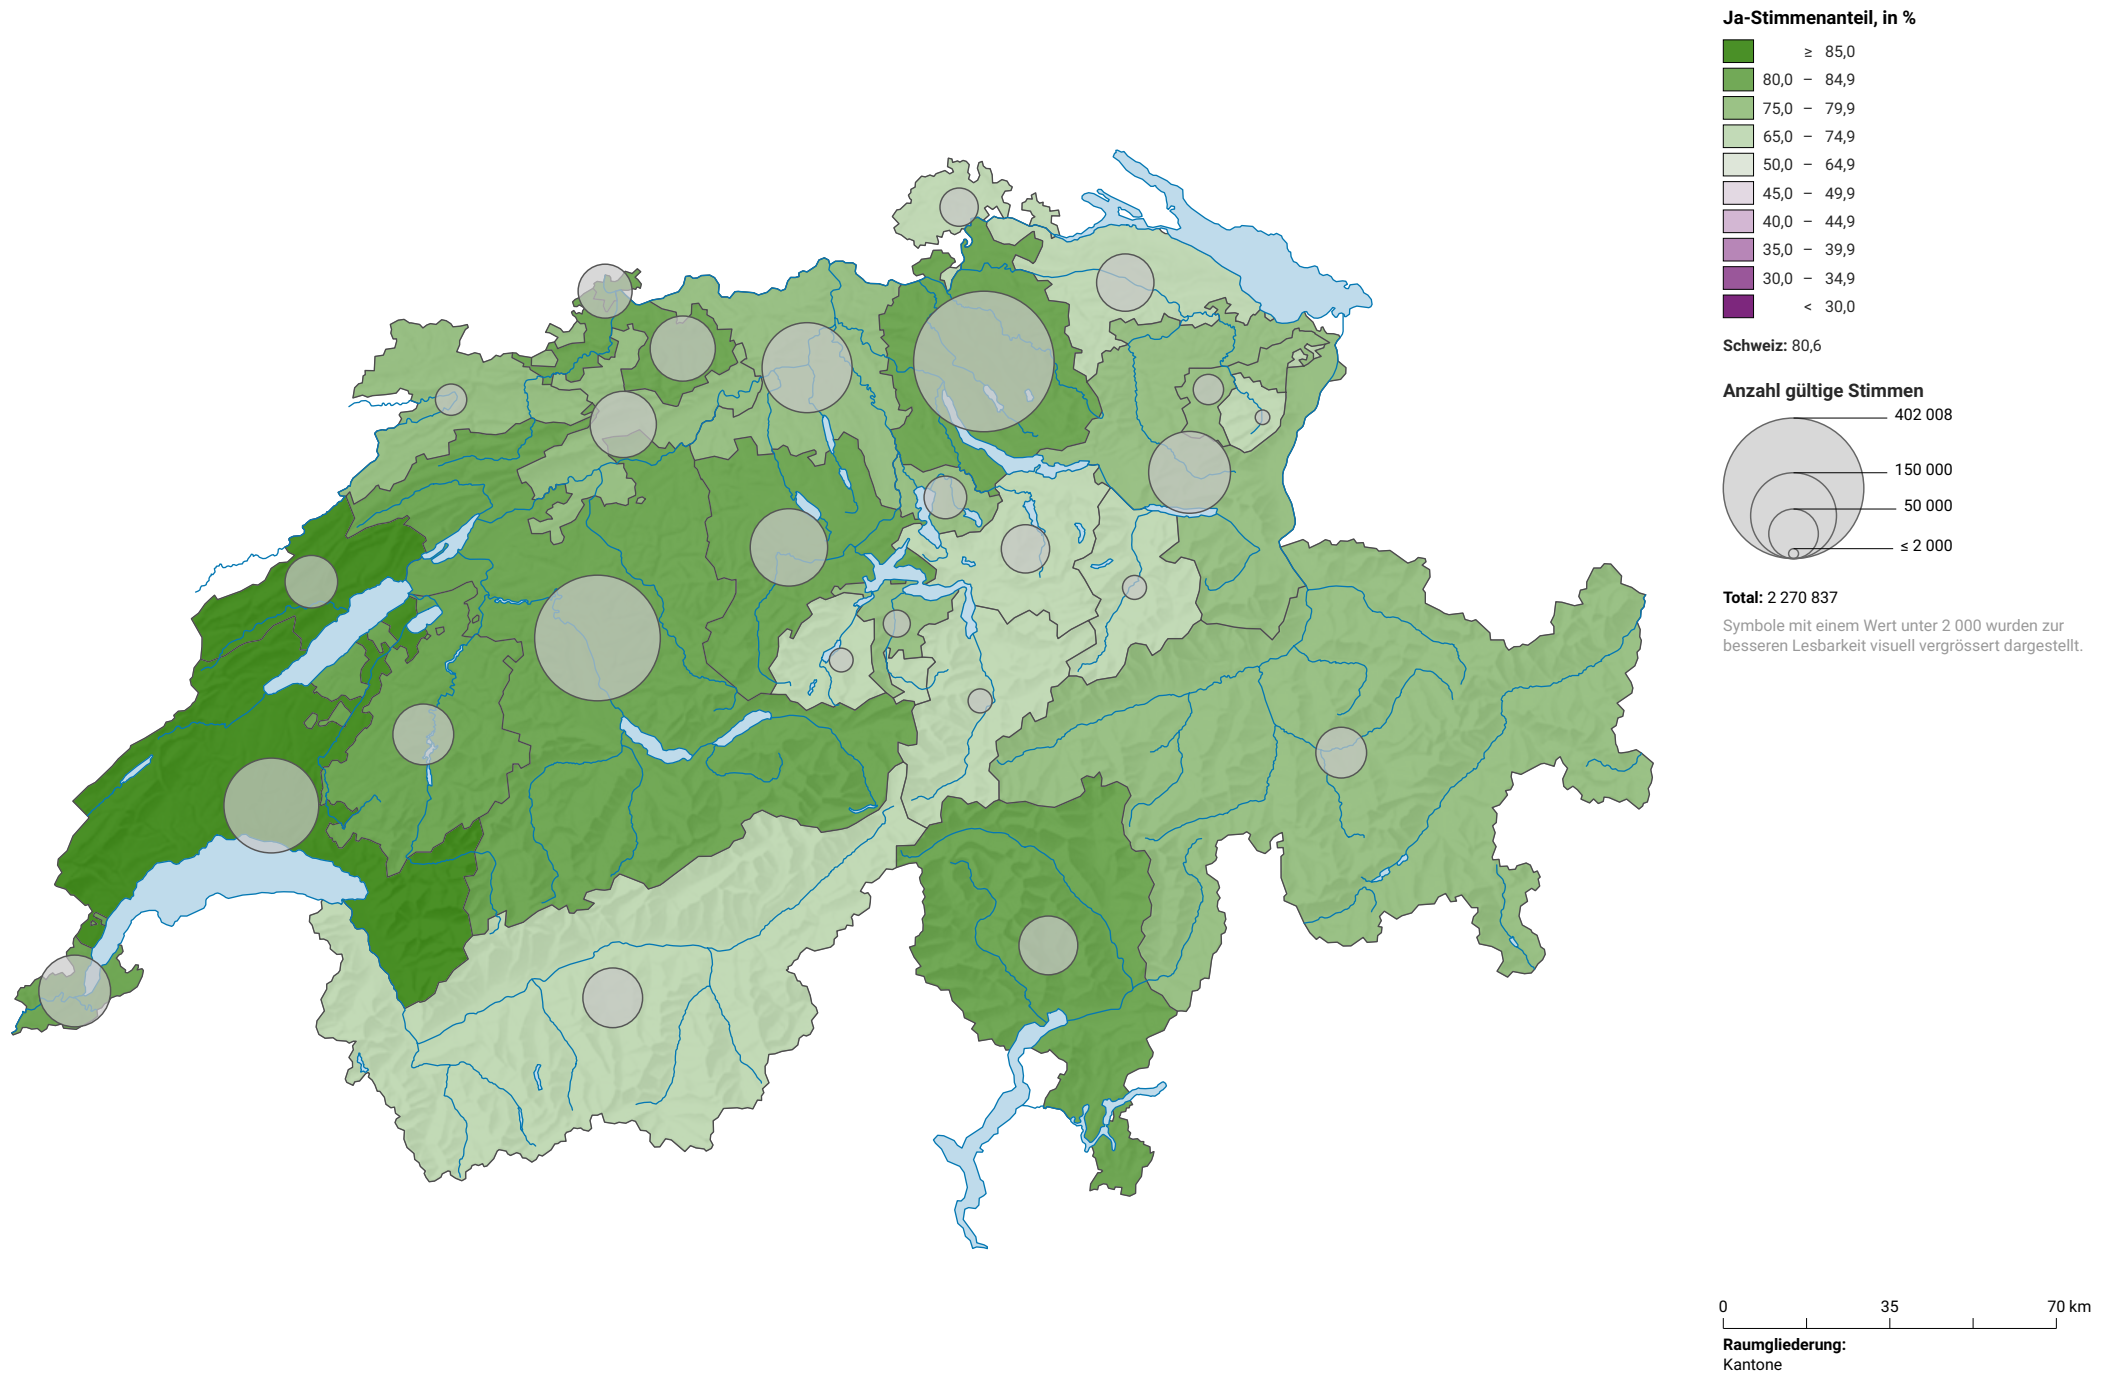 Ja-Stimmenanteil, in %
≥ 85,0
80,0 – 84,9
75,0 – 79,9
65,0 – 74,9
50,0 – 64,9
45,0 – 49,9
40,0 – 44,9
35,0 – 39,9
30,0 – 34,9
< 30,0
Schweiz: 80,6
Anzahl gültige Stimmen
402 008
150 000
50 000
≤ 2 000
Total: 2 270 837
Symbole mit einem Wert unter 2 000 wurden zur
besseren Lesbarkeit visuell vergrössert dargestellt.
0 35 70 km
Raumgliederung:
Kantone